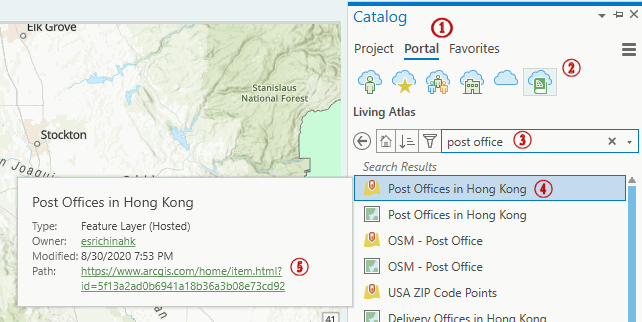 Elk Grove
Stanislaus
National Forest
Stockton
Joaquin
41
Catalog
①
Project Portal Favorites
②
Living Atlas
post office ③
Search Results
Post Offices in Hong Kong ④
Post Offices in Hong Kong
OSM - Post Office
OSM - Post Office
USA ZIP Code Points
Delivery Offices in Hong Kong
Post Offices in Hong Kong
Type: Feature Layer (Hosted)
Owner: esrichinahk
Modified: 8/30/2020 7:53 PM
Path: https://www.arcgis.com/home/item.html?
id=5f13a2ad0b6941a18b36a3b08e73cd92
⑤